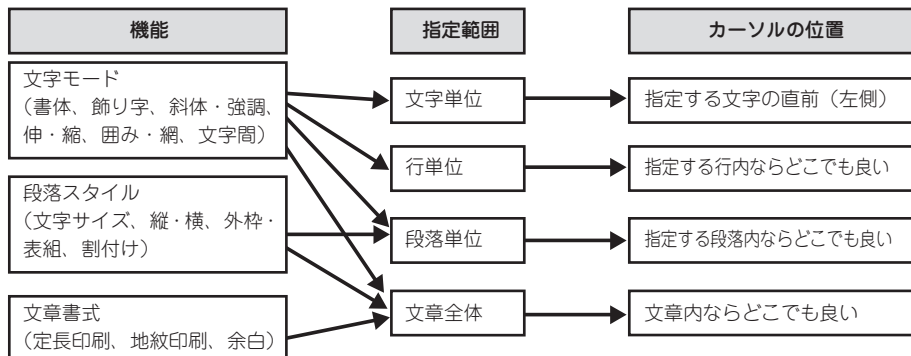 機能
指定範囲
カーソルの位置
文字モード
（書体、飾り字、斜体・強調、
伸・縮、囲み・網、文字間）
文字単位
指定する文字の直前（左側）
行単位
指定する行内ならどこでも良い
段落スタイル
（文字サイズ、縦・横、外枠・
表組、割付け）
段落単位
指定する段落内ならどこでも良い
文章書式
（定長印刷、地紋印刷、余白）
文章全体
文章内ならどこでも良い